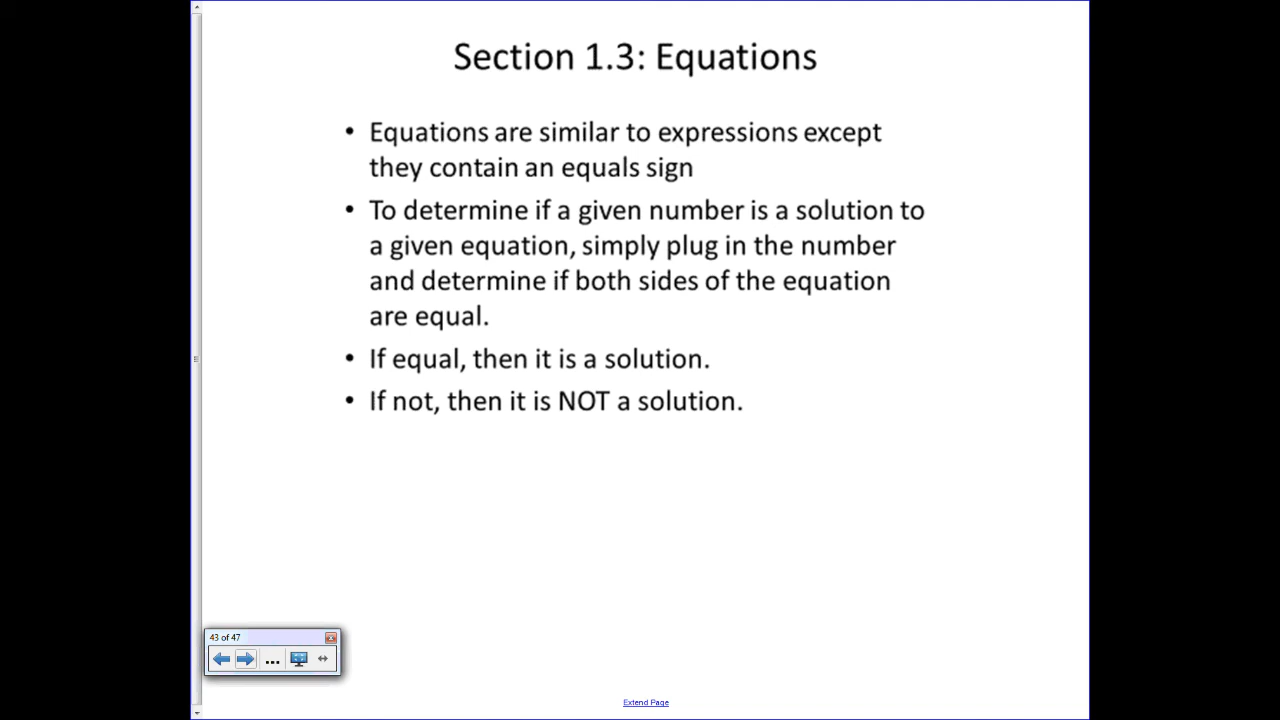 Section 1.3: Equations
• Equations are similar to expressions except
they contain an equals sign
• To determine if a given number is a solution to
a given equation, simply plug in the number
and determine if both sides of the equation
are equal.
• If equal, then it is a solution.
• If not, then it is NOT a solution.
43 of 47
...
Extend Page